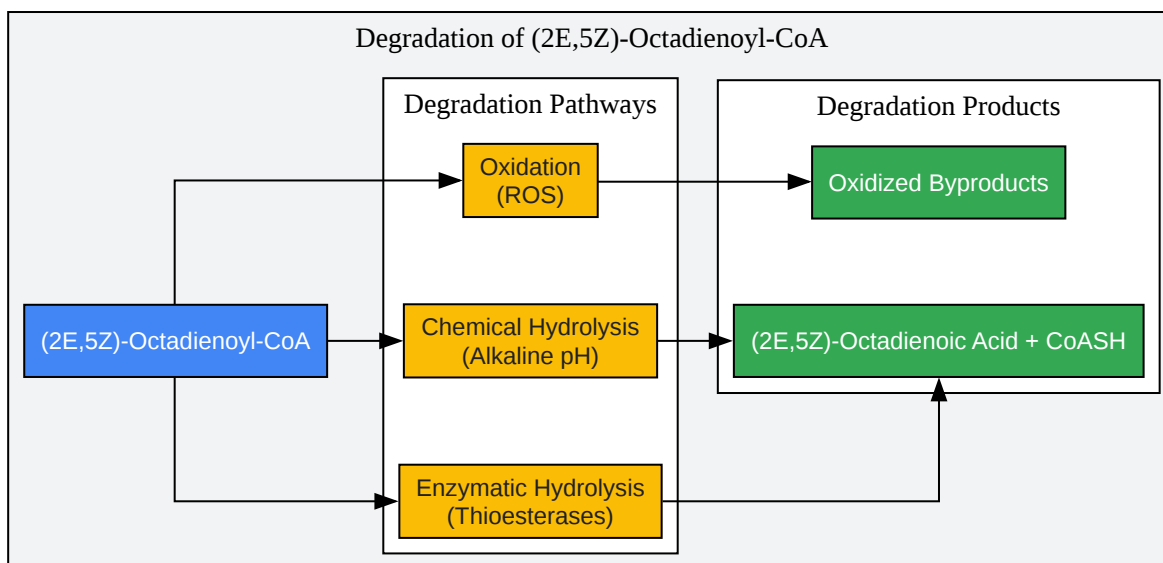 Degradation of (2E,5Z)-Octadienoyl-CoA
Degradation Pathways
Degradation Products
Oxidation
(ROS)
Oxidized Byproducts
(2E,5Z)-Octadienoyl-CoA
Chemical Hydrolysis
(Alkaline pH)
(2E,5Z)-Octadienoic Acid + CoASH
Enzymatic Hydrolysis
(Thioesterases)